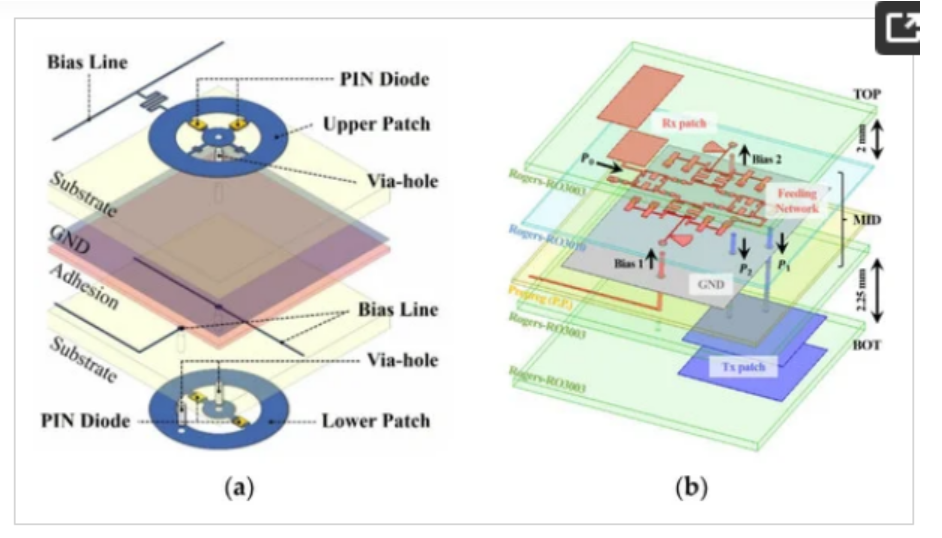 Bias Line
PIN Diode
Upper Patch
Via-hole
Substrate
GND
Adhesion
Bias Line
Substrate
Via-hole
PIN Diode
Lower Patch
(a)
TOP
Rx patch
2 mm
P0
Bias 2
Rogers-RO3003
Feeding
Network
MID
Rogers-RO3010
Bias 1
P2
P1
GND
2.25 mm
Prepreg (P.P.)
Rogers-RO3003
BOT
Tx patch
Rogers-RO3003
(b)